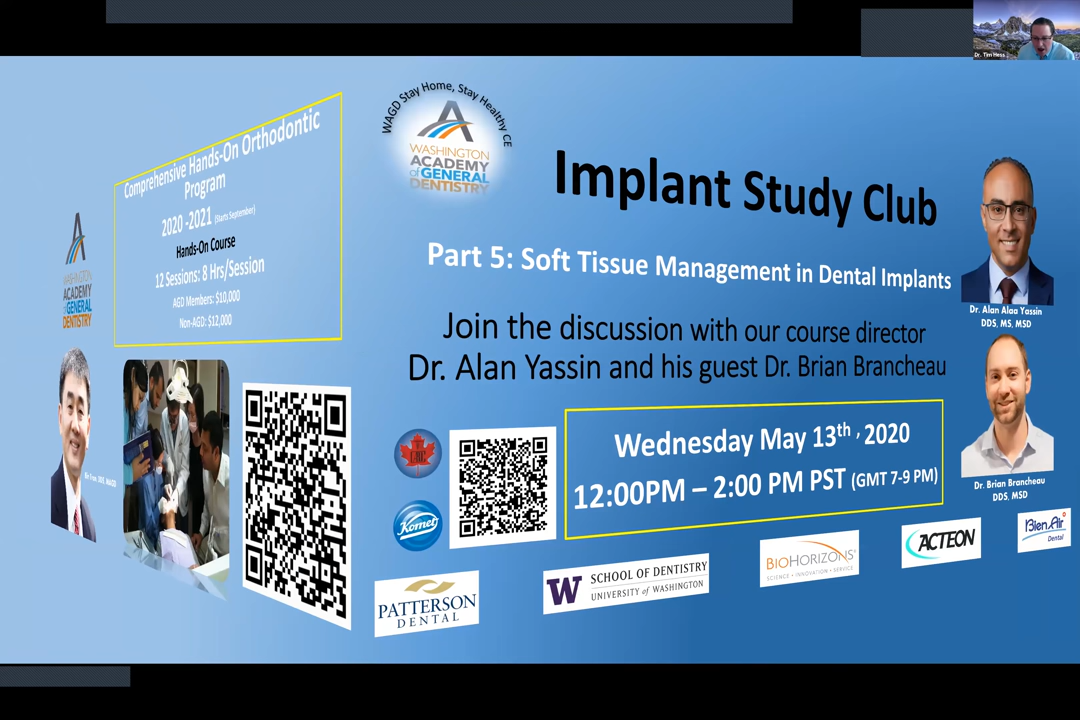 Dr. Tim Hess
WAGD Stay Home, Stay Healthy CE
WASHINGTON
ACADEMY
of GENERAL
DENTISTRY
Implant Study Club
Part 5: Soft Tissue Management in Dental Implants
Join the discussion with our course director
Dr. Alan Yassin and his guest Dr. Brian Brancheau
Wednesday May 13th , 2020
12:00PM – 2:00 PM PST (GMT 7-9 PM)
Dr. Alan Alaa Yassin
DDS, MS, MSD
Dr. Brian Brancheau
DDS, MSD
Comprehensive Hands-On Orthodontic
Program
2020 -2021 (Starts September)
Hands-On Course
12 Sessions: 8 Hrs/Session
AGD Members: $10,000
Non-AGD: $12,000
WASHINGTON
ACADEMY
of GENERAL
DENTISTRY
Komet
PATTERSON
DENTAL
W SCHOOL OF DENTISTRY
UNIVERSITY of WASHINGTON
BIOHORIZONS®
SCIENCE • INNOVATION • SERVICE
ACTEON
Bien Air
Dental